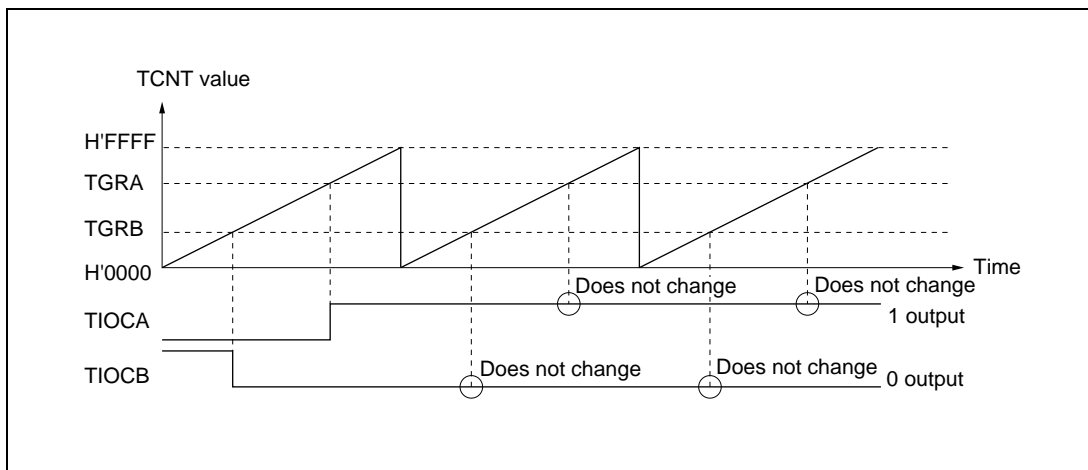 TCNT value
H'FFFF
TGRA
TGRB
H'0000
Time
Does not change
Does not change
TIOCA
1 output
TIOCB
Does not change
Does not change
0 output